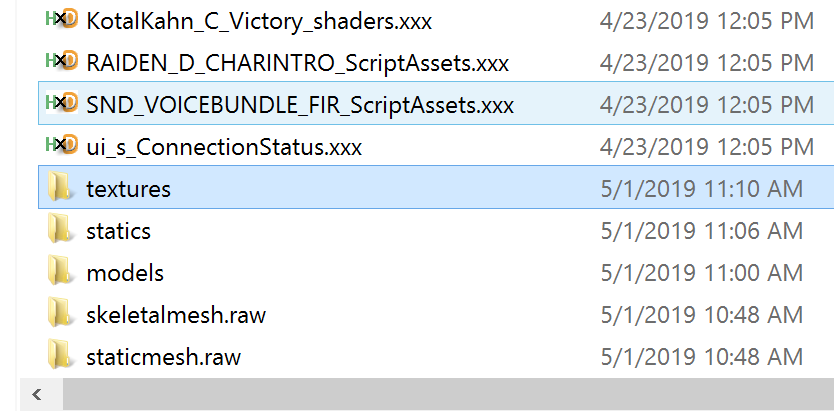 KotalKahn_C_Victory_shaders.xxx 4/23/2019 12:05 PM
RAIDEN_D_CHARINTRO_ScriptAssets.xxx 4/23/2019 12:05 PM
SND_VOICEBUNDLE_FIR_ScriptAssets.xxx 4/23/2019 12:05 PM
ui_s_ConnectionStatus.xxx 4/23/2019 12:05 PM
textures 5/1/2019 11:10 AM
statics 5/1/2019 11:06 AM
models 5/1/2019 11:00 AM
skeletalmesh.raw 5/1/2019 10:48 AM
staticmesh.raw 5/1/2019 10:48 AM